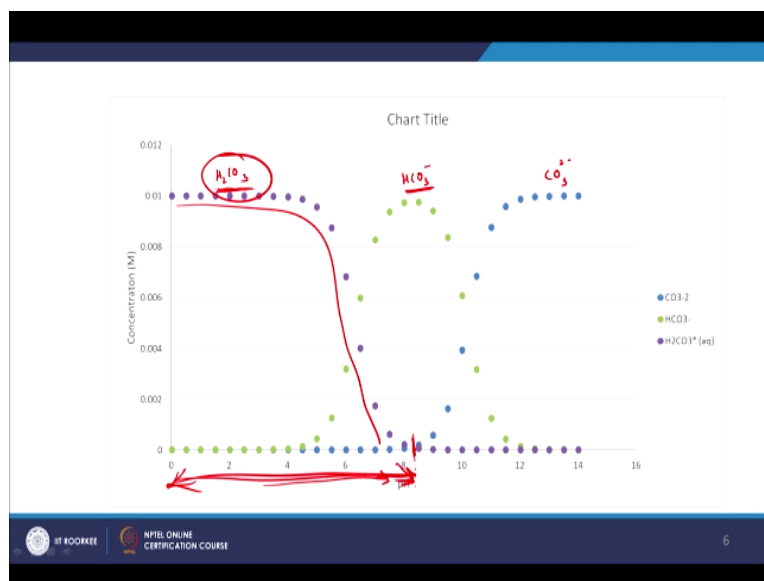 Chart Title
0.012
H2CO3
HCO3-
CO3 2-
0.01
0.008
0.006
0.004
0.002
0
Concentraton (M)
CO3-2
HCO3-
H2CO3* (aq)
0 2 4 6 8 10 12 14 16
IIT ROORKEE
NPTEL ONLINE
CERTIFICATION COURSE
6